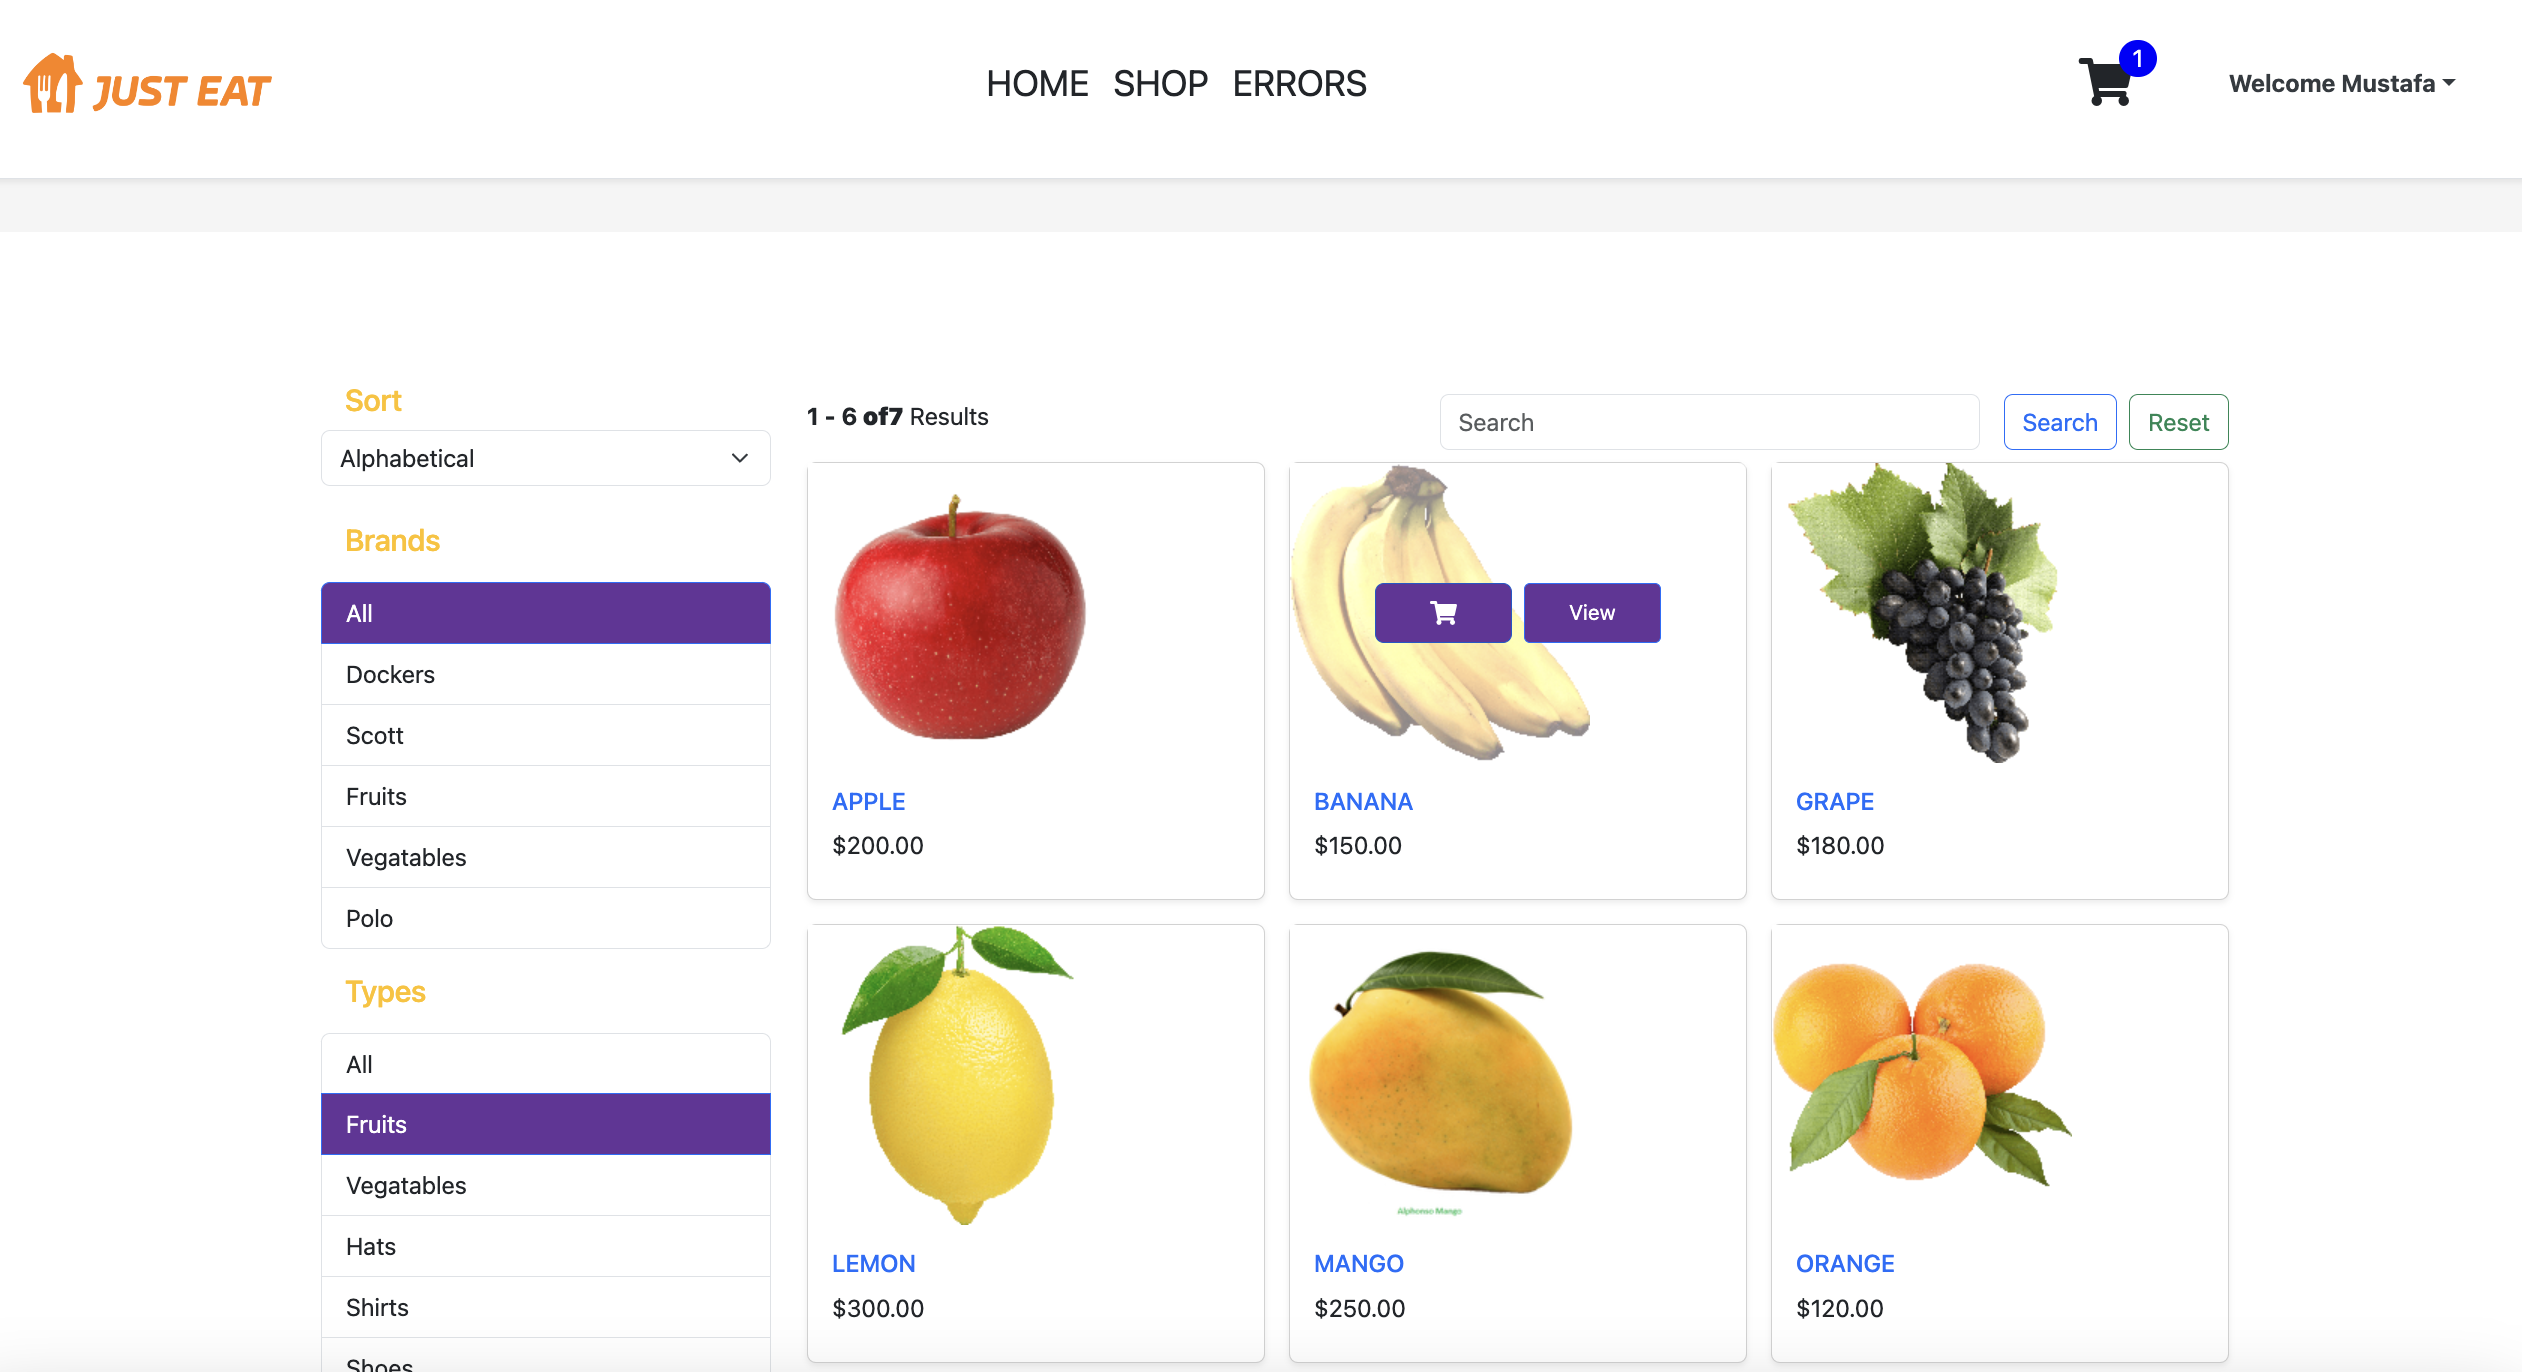 JUST EAT
HOME SHOP ERRORS
1
Welcome Mustafa
Sort
Alphabetical
Brands
All
Dockers
Scott
Fruits
Vegatables
Polo
Types
All
Fruits
Vegatables
Hats
Shirts
Shoes
1 - 6 of7 Results
Search
Search
Reset
View
APPLE
$200.00
BANANA
$150.00
GRAPE
$180.00
Alphonso Mango
LEMON
$300.00
MANGO
$250.00
ORANGE
$120.00